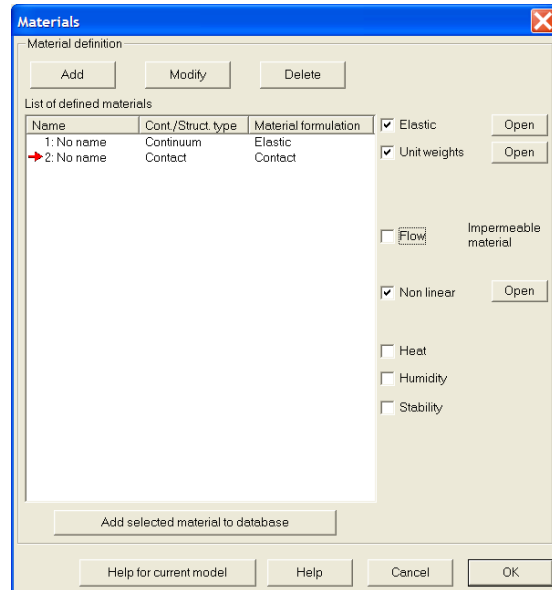 Materials
Material definition
Add Modify Delete
List of defined materials
Name Cont./Struct. type Material formulation
1: No name Continuum Elastic
2: No name Contact Contact
Elastic Open
Unit weights Open
Flow Impermeable
material
Non linear Open
Heat
Humidity
Stability
Add selected material to database
Help for current model Help Cancel OK